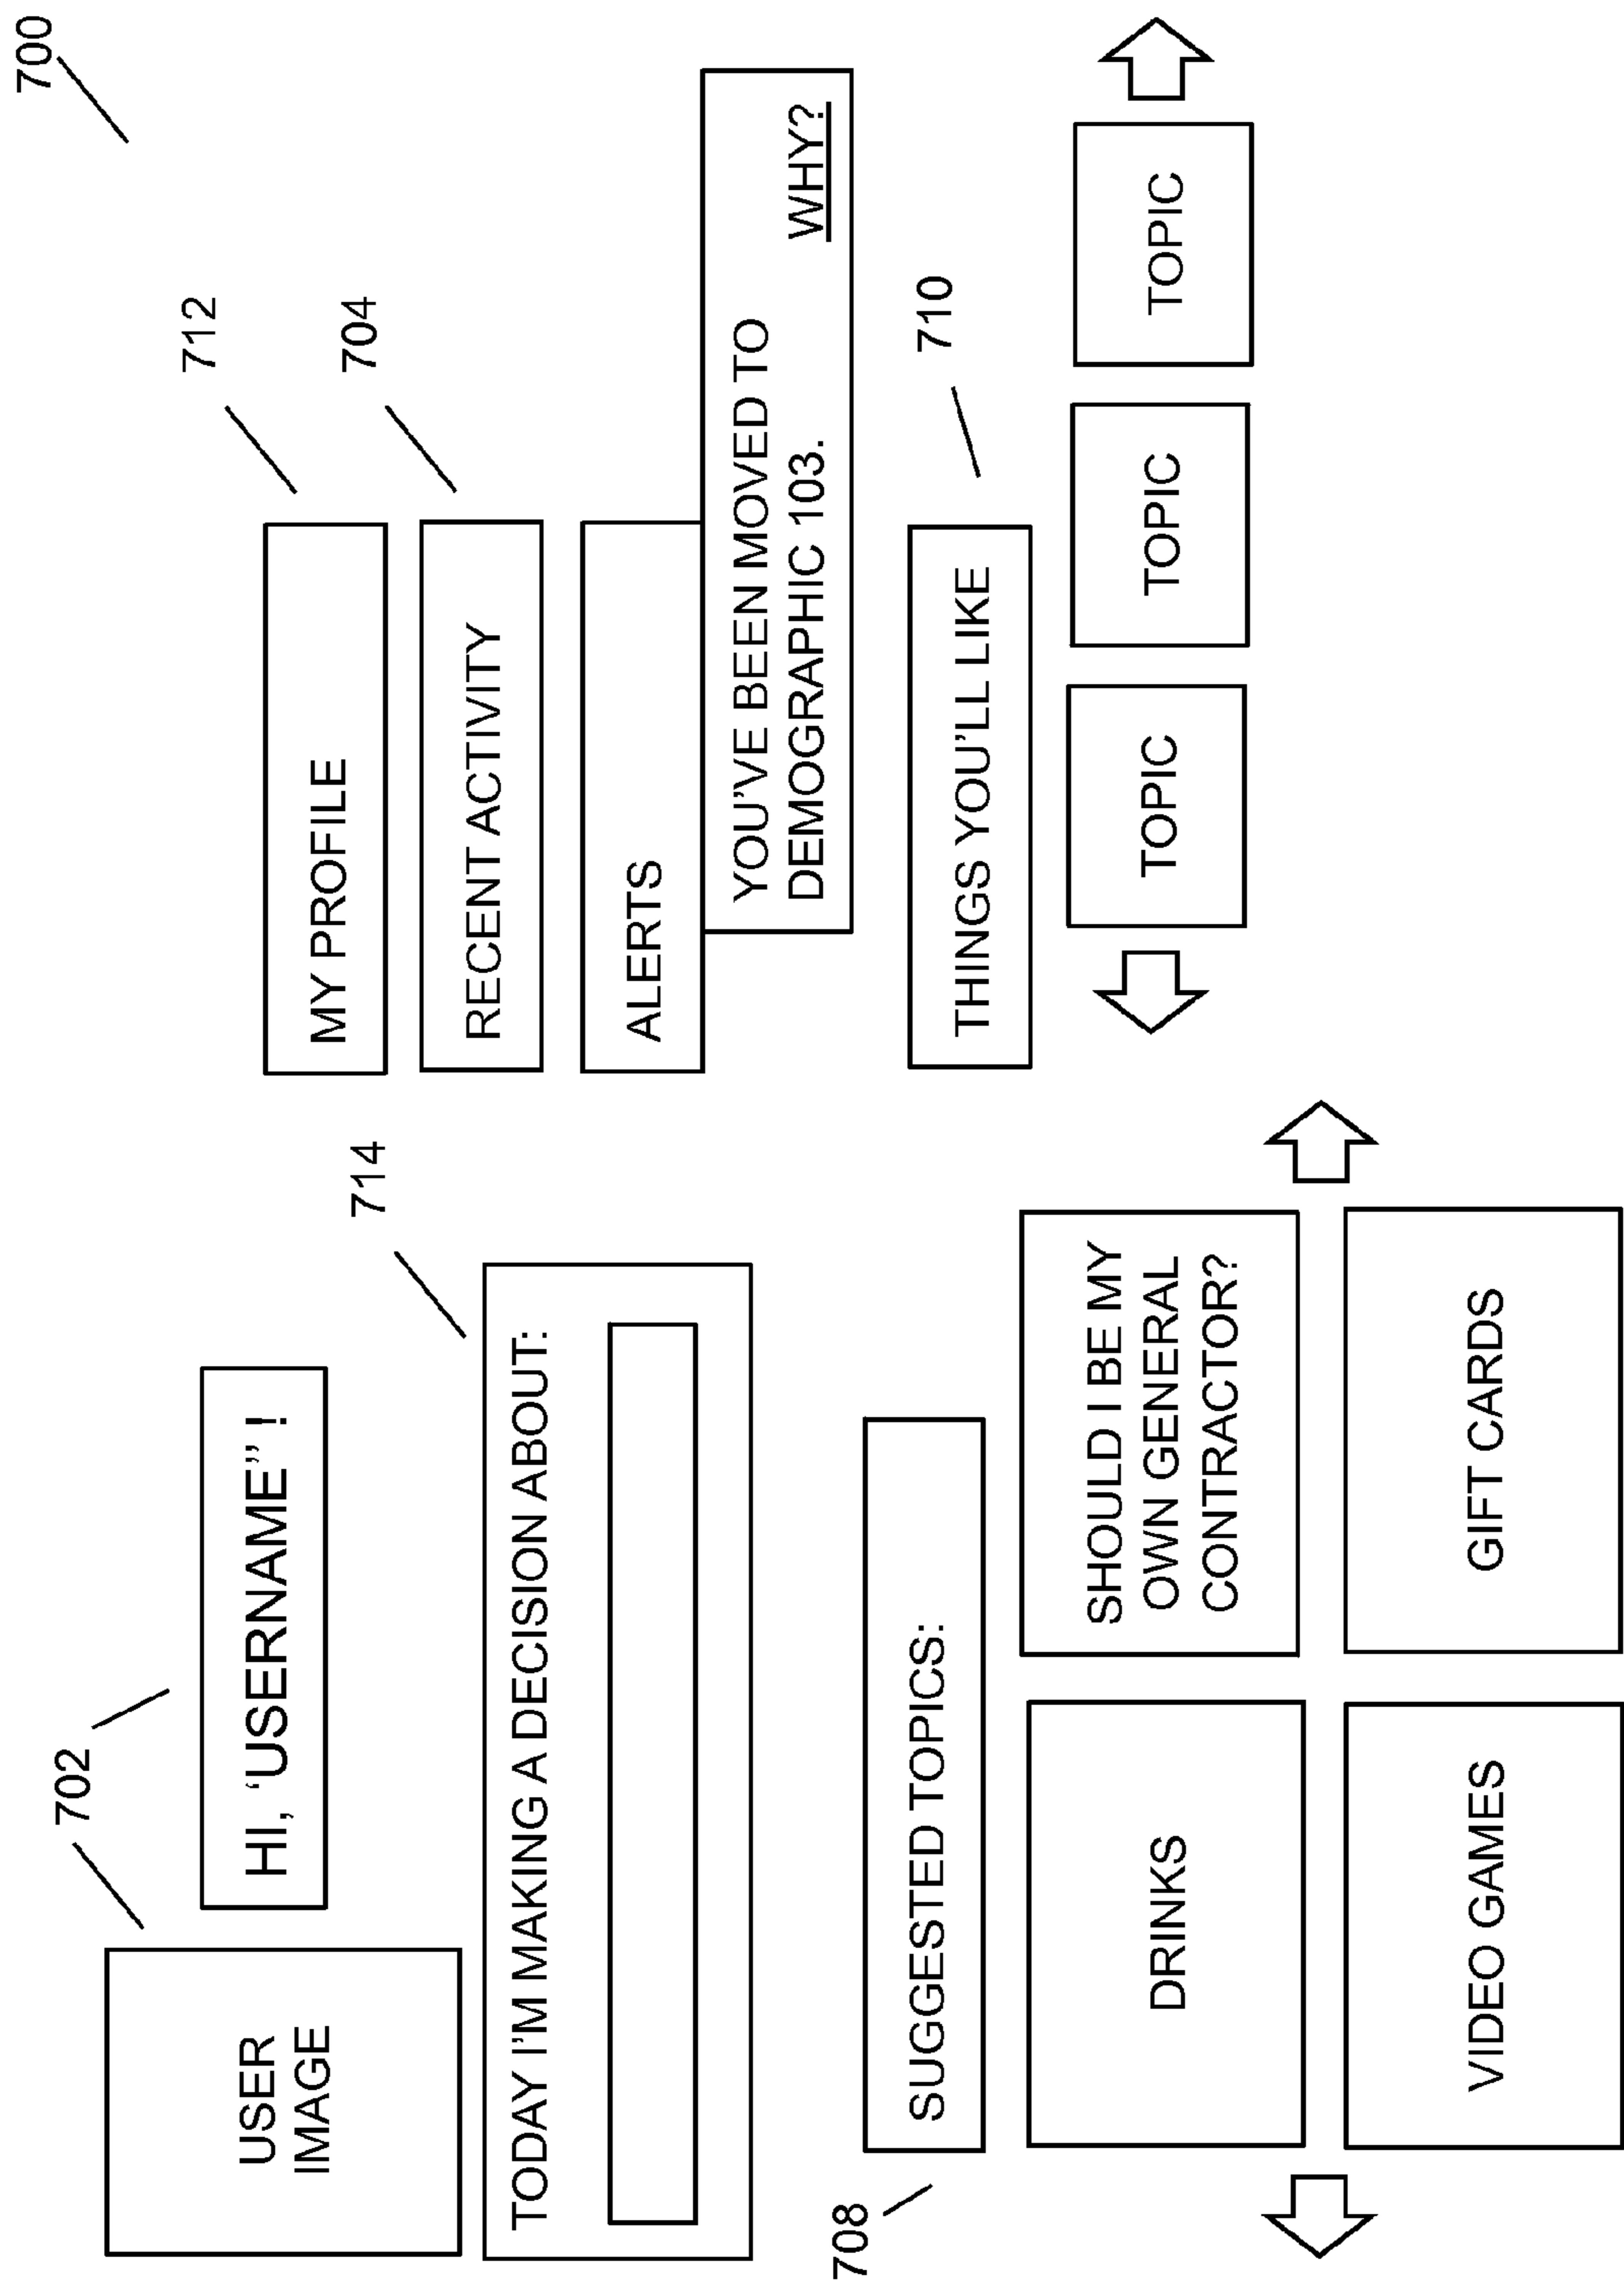 700
702
USER
IMAGE
HI, ‘USERNAME” !
714
TODAY I'M MAKING A DECISION ABOUT:
708
SUGGESTED TOPICS:
DRINKS
SHOULD I BE MY
OWN GENERAL
CONTRACTOR?
VIDEO GAMES
GIFT CARDS
712
MY PROFILE
704
RECENT ACTIVITY
ALERTS
YOU'VE BEEN MOVED TO
DEMOGRAPHIC 103.
WHY?
710
THINGS YOU'LL LIKE
TOPIC
TOPIC
TOPIC